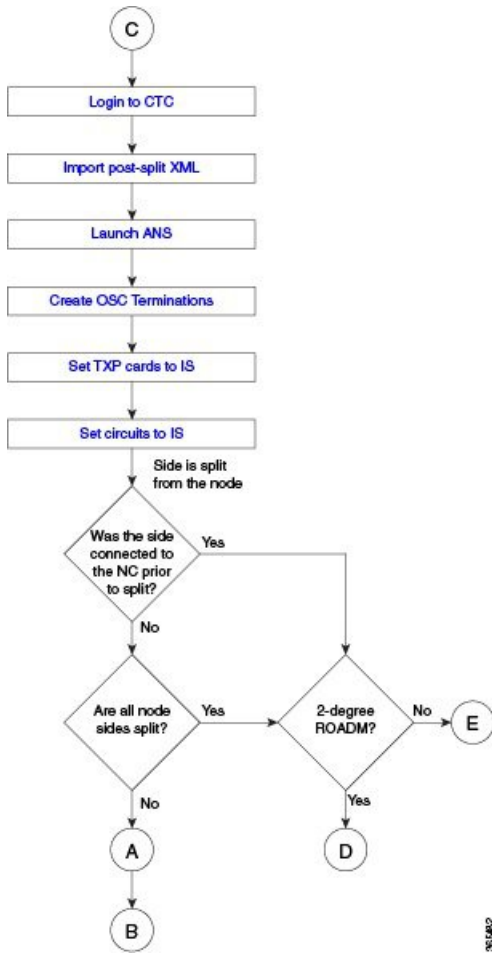 C
Login to CTC
Import post-split XML
Launch ANS
Create OSC Terminations
Set TXP cards to IS
Set circuits to IS
Side is split
from the node
Was the side
connected to
the NC prior
to split?
Yes
No
Are all node
sides split?
Yes
2-degree
ROADM?
No
E
No
Yes
A
D
B